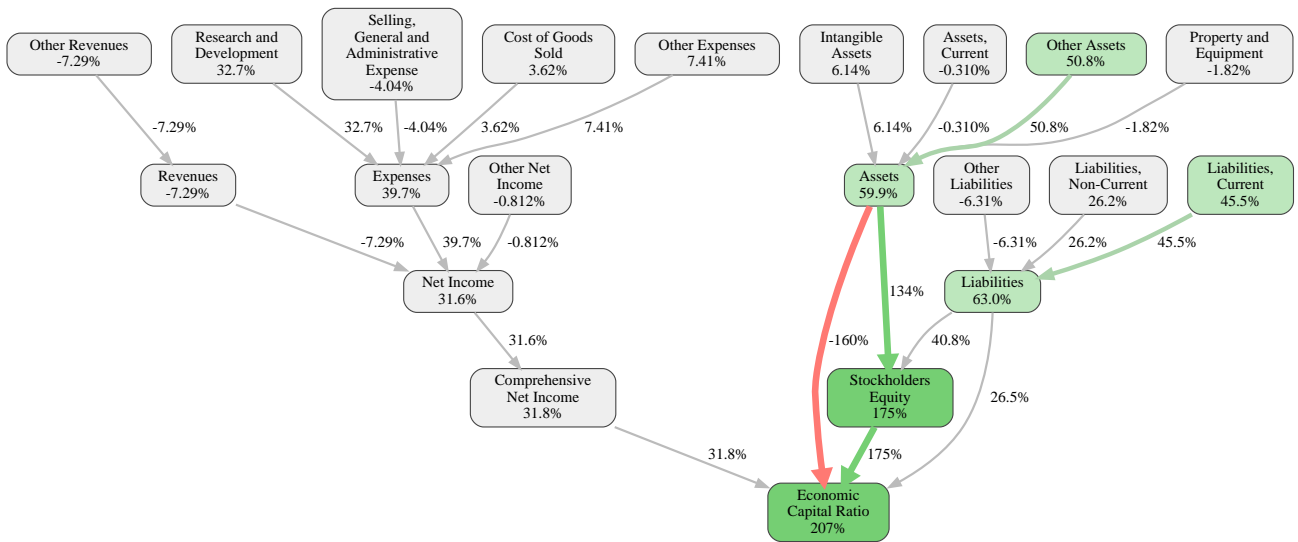 Other Revenues
-7.29%
Research and
Development
32.7%
Selling,
General and
Administrative
Expense
-4.04%
Cost of Goods
Sold
3.62%
Other Expenses
7.41%
Intangible
Assets
6.14%
Assets,
Current
-0.310%
Other Assets
50.8%
Property and
Equipment
-1.82%
-7.29%
32.7%
-4.04%
3.62%
7.41%
6.14%
-0.310%
50.8%
-1.82%
Revenues
-7.29%
Expenses
39.7%
Other Net
Income
-0.812%
Assets
59.9%
Other
Liabilities
-6.31%
Liabilities,
Non-Current
26.2%
Liabilities,
Current
45.5%
-7.29%
39.7%
-0.812%
-6.31%
26.2%
45.5%
Net Income
31.6%
134%
Liabilities
63.0%
31.6%
-160%
40.8%
Comprehensive
Net Income
31.8%
Stockholders
Equity
175%
26.5%
31.8%
175%
Economic
Capital Ratio
207%